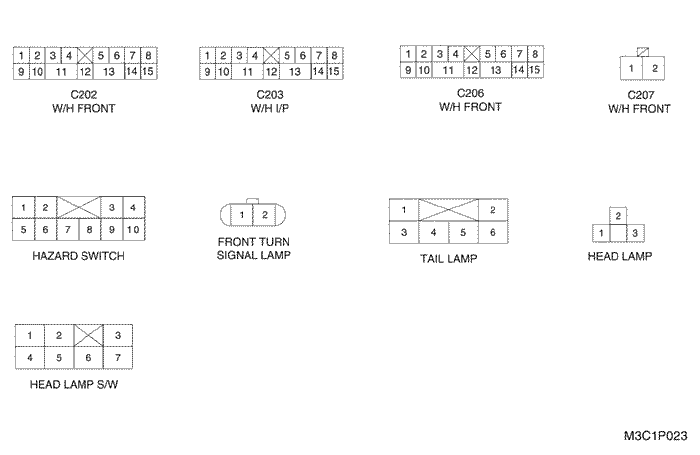 1 2 3 4 5 6 7 8
9 10 11 12 13 14 15
C202
W/H FRONT
1 2 3 4 5 6 7 8
9 10 11 12 13 14 15
C203
W/H I/P
1 2 3 4 5 6 7 8
9 10 11 12 13 14 15
C206
W/H FRONT
1 2
C207
W/H FRONT
1 2 3 4
5 6 7 8 9 10
HAZARD SWITCH
1 2
FRONT TURN
SIGNAL LAMP
1 2
3 4 5 6
TAIL LAMP
2
1 3
HEAD LAMP
1 2 3
4 5 6 7
HEAD LAMP S/W
M3C1P023